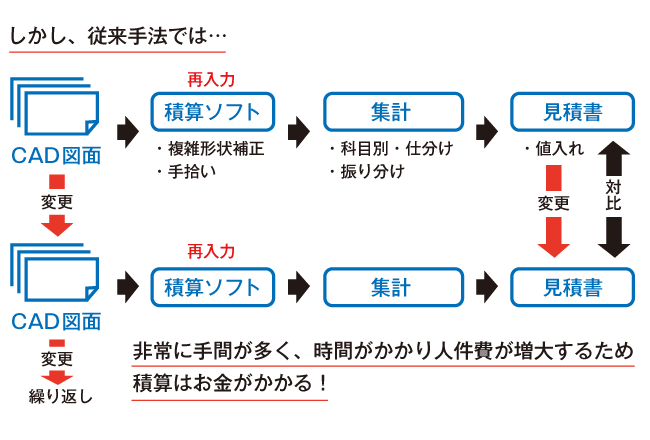 しかし、従来手法では…
再入力
CAD図面
積算ソフト
集計
見積書
・複雑形状補正
・手拾い
・科目別・仕分け
・振り分け
・値入れ
変更
変更
対比
再入力
CAD図面
積算ソフト
集計
見積書
変更
繰り返し
非常に手間が多く、時間がかかり人件費が増大するため
積算はお金がかかる！